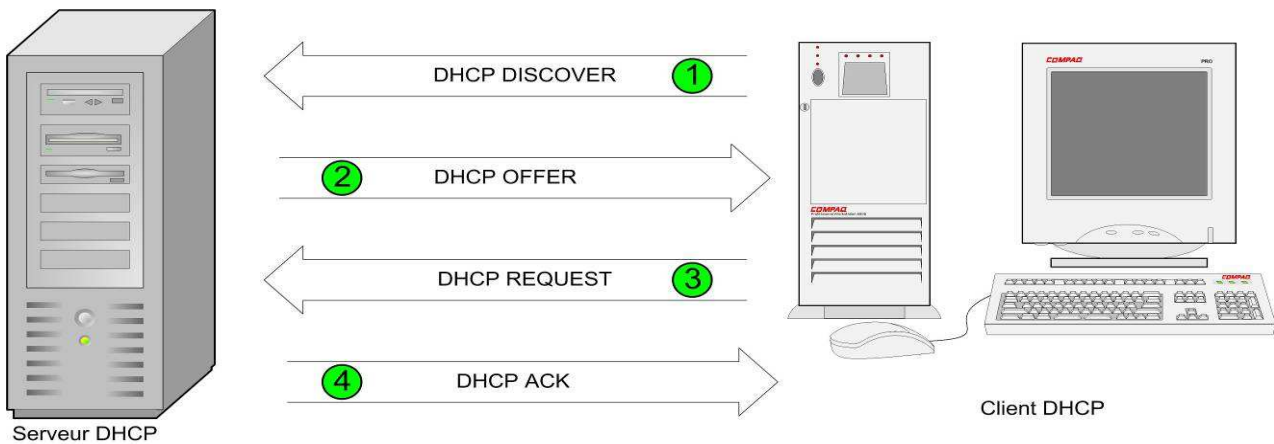 DHCP DISCOVER 1
COMPAQ
PRO
2 DHCP OFFER
COMPAQ
DHCP REQUEST 3
COMPAQ
4 DHCP ACK
Serveur DHCP
Client DHCP